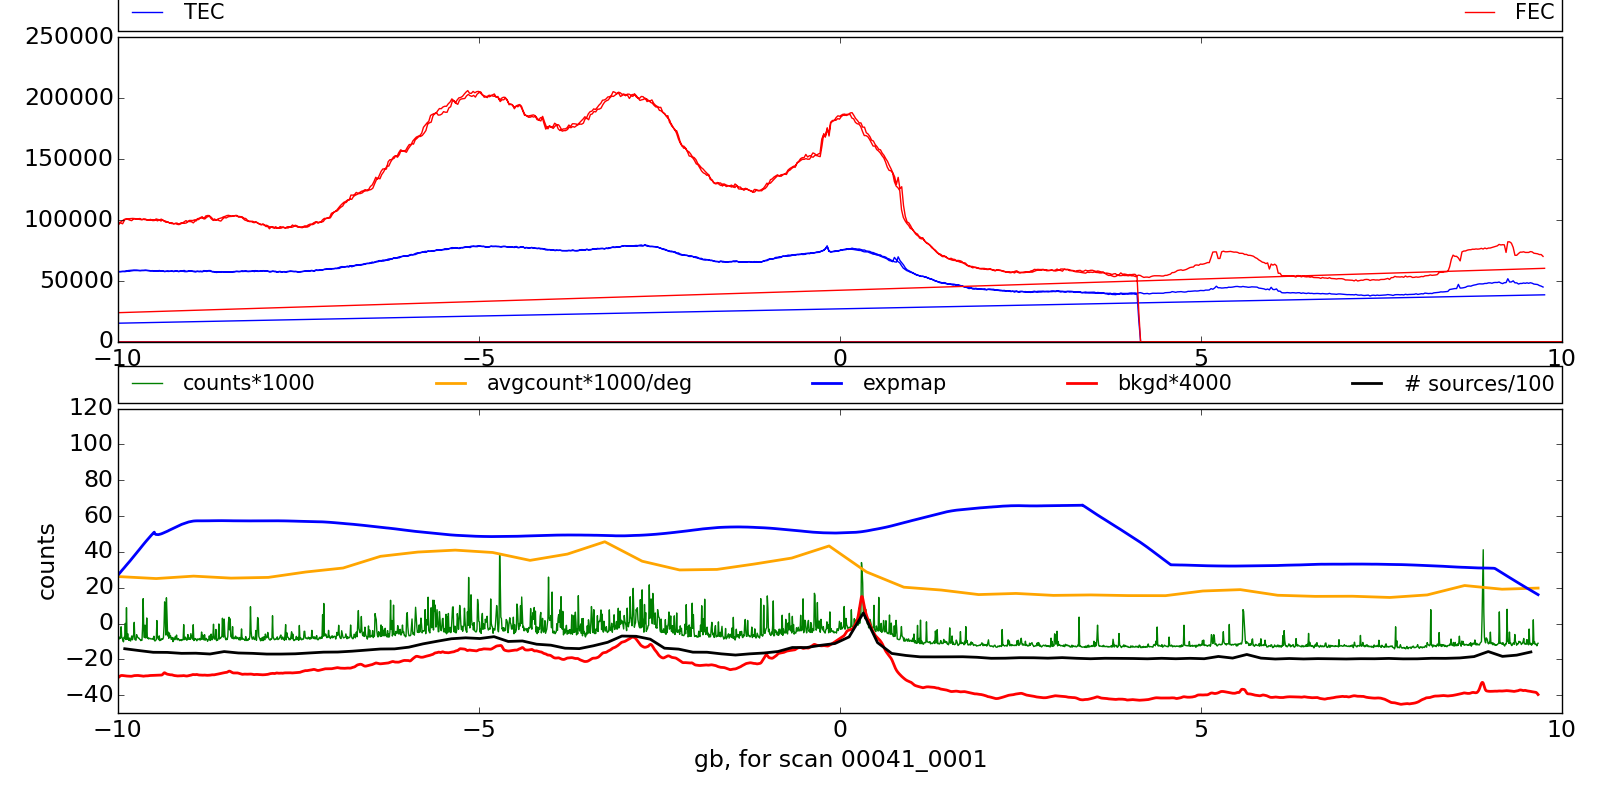 TEC FEC
250000
200000
150000
100000
50000
0
−10 −5 0 5 10
counts*1000 avgcount*1000/deg expmap bkgd*4000 # sources/100
120
100
80
60
40
20
0
−20
−40
counts
−10 −5 0 5 10
gb, for scan 00041_0001